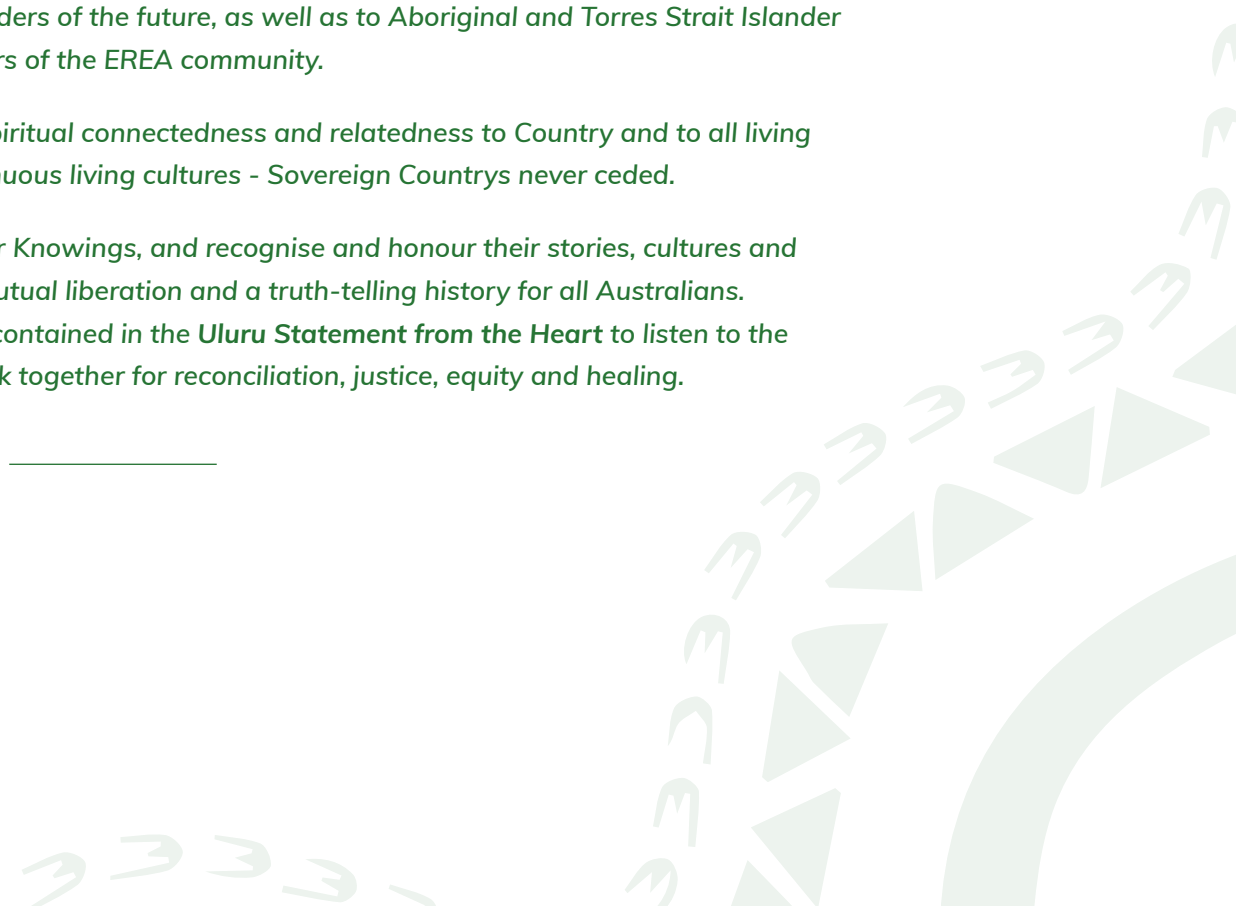 ders of the future, as well as to Aboriginal and Torres Strait Islander
rs of the EREA community.
piritual connectedness and relatedness to Country and to all living
nuous living cultures - Sovereign Countrys never ceded.
r Knowings, and recognise and honour their stories, cultures and
utual liberation and a truth-telling history for all Australians.
contained in the Uluru Statement from the Heart to listen to the
k together for reconciliation, justice, equity and healing.